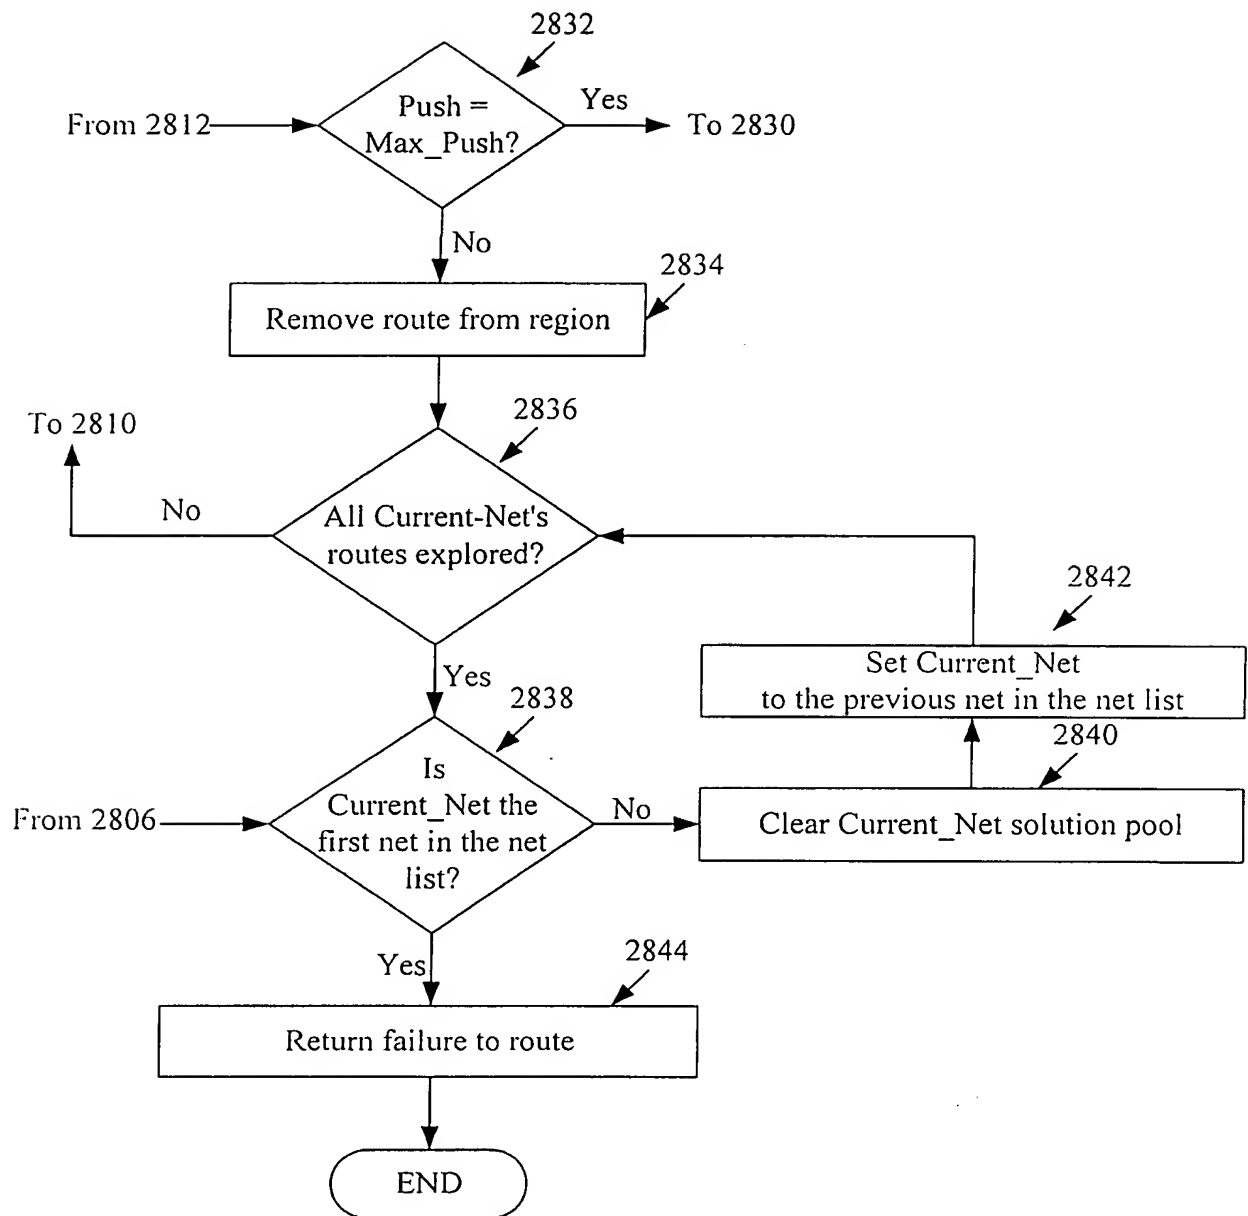 2832
Push =
Max_Push?
From 2812
Yes
To 2830
No
2834
Remove route from region
To 2810
2836
No
All Current-Net's
routes explored?
2842
Set Current_Net
to the previous net in the net list
Yes
2838
2840
Is
Current_Net the
first net in the net
list?
From 2806
No
Clear Current_Net solution pool
Yes
2844
Return failure to route
END